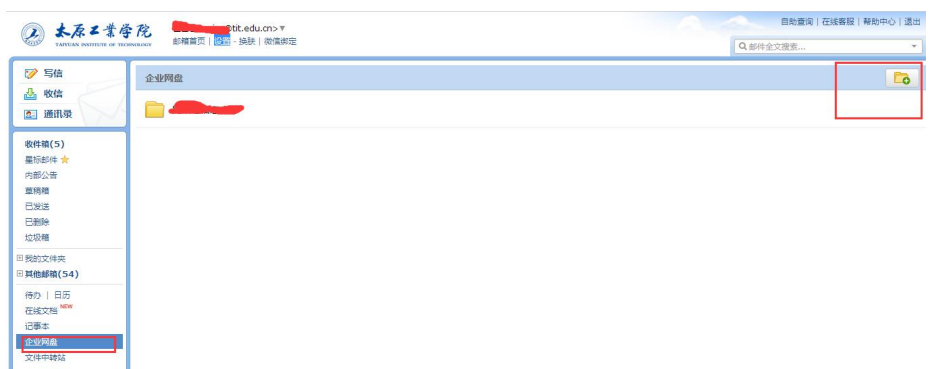 太原工业学院
TAIYUAN INSTITUTE OF TECHNOLOGY
@tit.edu.cn>
邮箱首页 | 设置 - 换肤 | 微信绑定
自助查询 | 在线客服 | 帮助中心 | 退出
邮件全文搜索...
写信
收信
通讯录
企业网盘
收件箱(5)
星标邮件
内部公告
草稿箱
已发送
已删除
垃圾箱
我的文件夹
其他邮箱(54)
待办 | 日历
在线文档 NEW
记事本
企业网盘
文件中转站